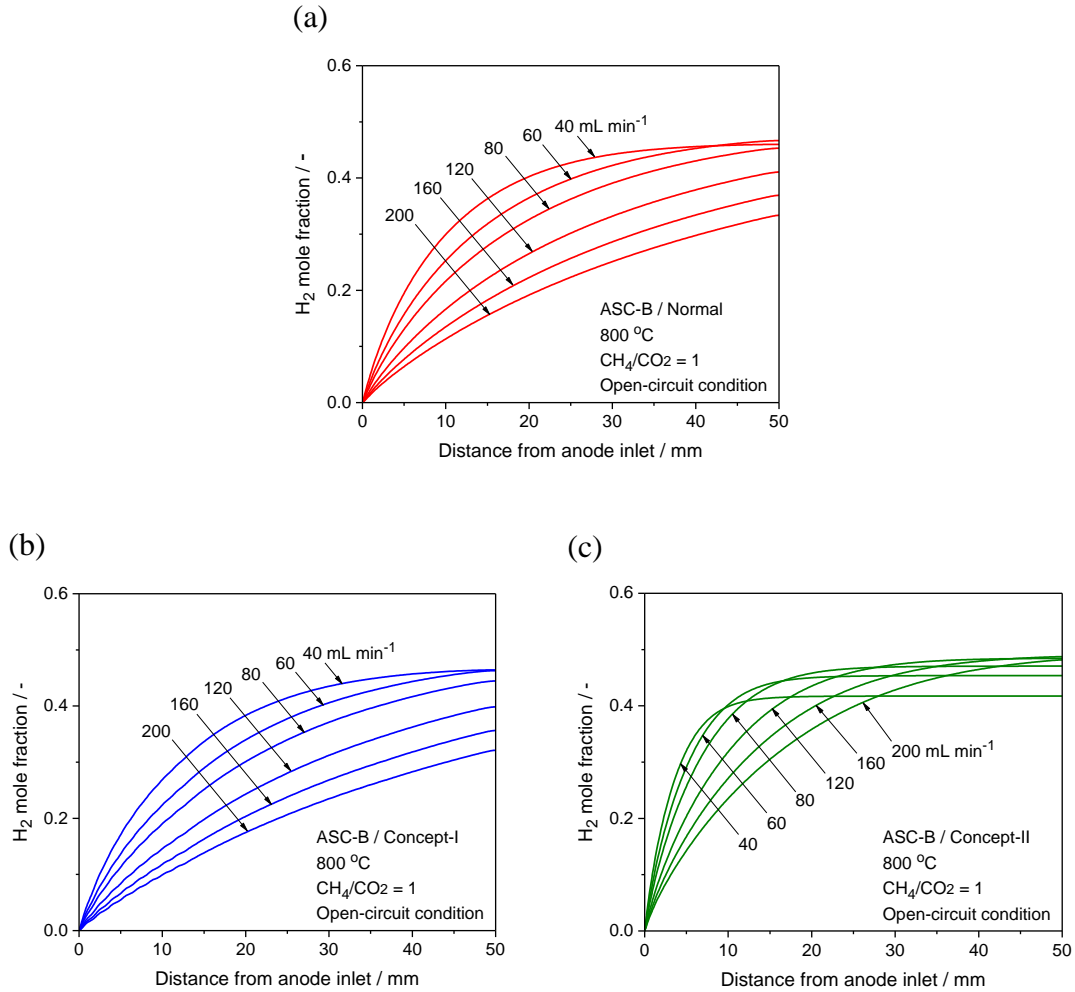 (a)
H2 mole fraction / -
0.6
0.4
0.2
0.0
40 mL min-1
60
80
120
160
200
ASC-B / Normal
800 oC
CH4/CO2 = 1
Open-circuit condition
0 10 20 30 40 50
Distance from anode inlet / mm
(b)
H2 mole fraction / -
0.6
0.4
0.2
0.0
40 mL min-1
60
80
120
160
200
ASC-B / Concept-I
800 oC
CH4/CO2 = 1
Open-circuit condition
0 10 20 30 40 50
Distance from anode inlet / mm
(c)
H2 mole fraction / -
0.6
0.4
0.2
0.0
200 mL min-1
160
120
80
60
40
ASC-B / Concept-II
800 oC
CH4/CO2 = 1
Open-circuit condition
0 10 20 30 40 50
Distance from anode inlet / mm